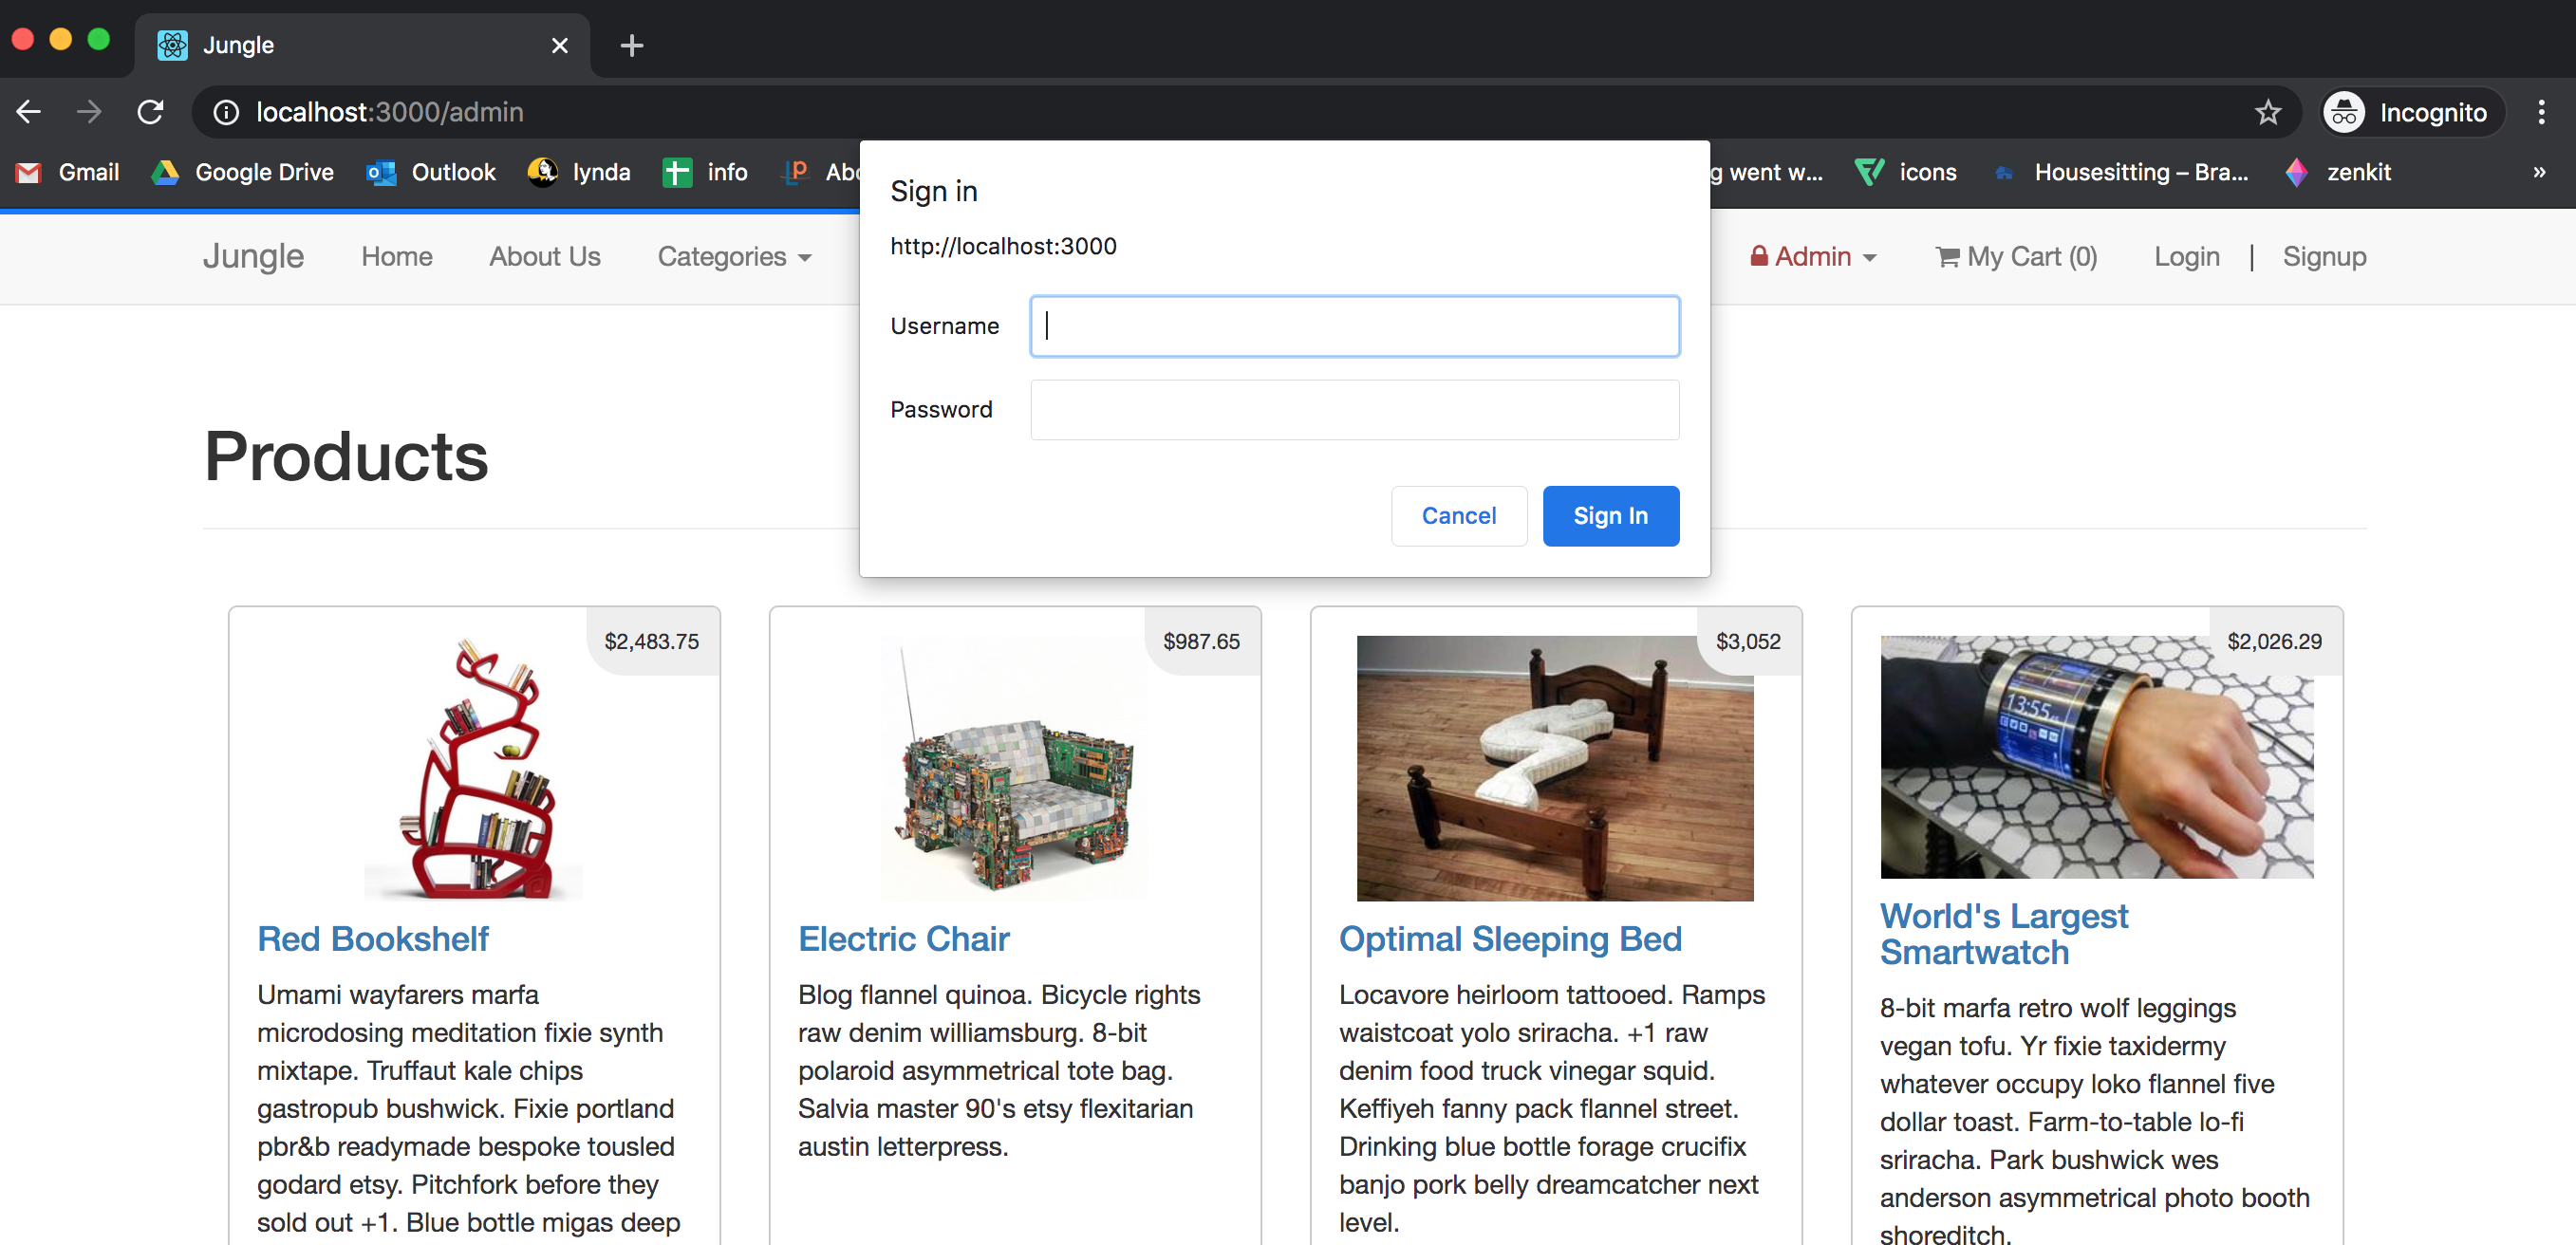 Jungle
localhost:3000/admin
Incognito
Gmail Google Drive Outlook lynda info g went w... icons Housesitting – Bra... zenkit »
Sign in
http://localhost:3000
Username
Password
Cancel Sign In
Jungle Home About Us Categories Admin My Cart (0) Login | Signup
Products
$2,483.75
Red Bookshelf
Umami wayfarers marfa
microdosing meditation fixie synth
mixtape. Truffaut kale chips
gastropub bushwick. Fixie portland
pbr&b readymade bespoke tousled
godard etsy. Pitchfork before they
sold out +1. Blue bottle migas deep
$987.65
Electric Chair
Blog flannel quinoa. Bicycle rights
raw denim williamsburg. 8-bit
polaroid asymmetrical tote bag.
Salvia master 90's etsy flexitarian
austin letterpress.
$3,052
Optimal Sleeping Bed
Locavore heirloom tattooed. Ramps
waistcoat yolo sriracha. +1 raw
denim food truck vinegar squid.
Keffiyeh fanny pack flannel street.
Drinking blue bottle forage crucifix
banjo pork belly dreamcatcher next
level.
$2,026.29
13:55
World's Largest
Smartwatch
8-bit marfa retro wolf leggings
vegan tofu. Yr fixie taxidermy
whatever occupy loko flannel five
dollar toast. Farm-to-table lo-fi
sriracha. Park bushwick wes
anderson asymmetrical photo booth
shoreditch.